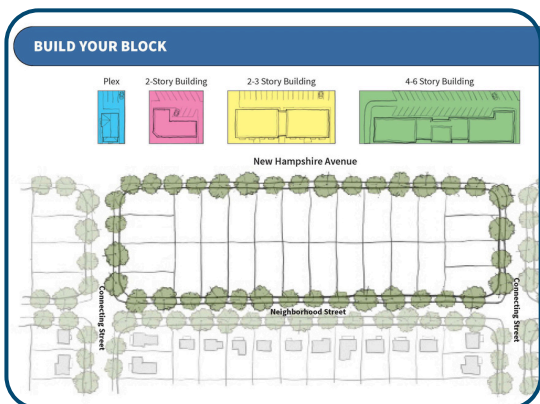 BUILD YOUR BLOCK
Plex 2-Story Building 2-3 Story Building 4-6 Story Building
New Hampshire Avenue
Connecting Street
Connecting Street
Neighborhood Street